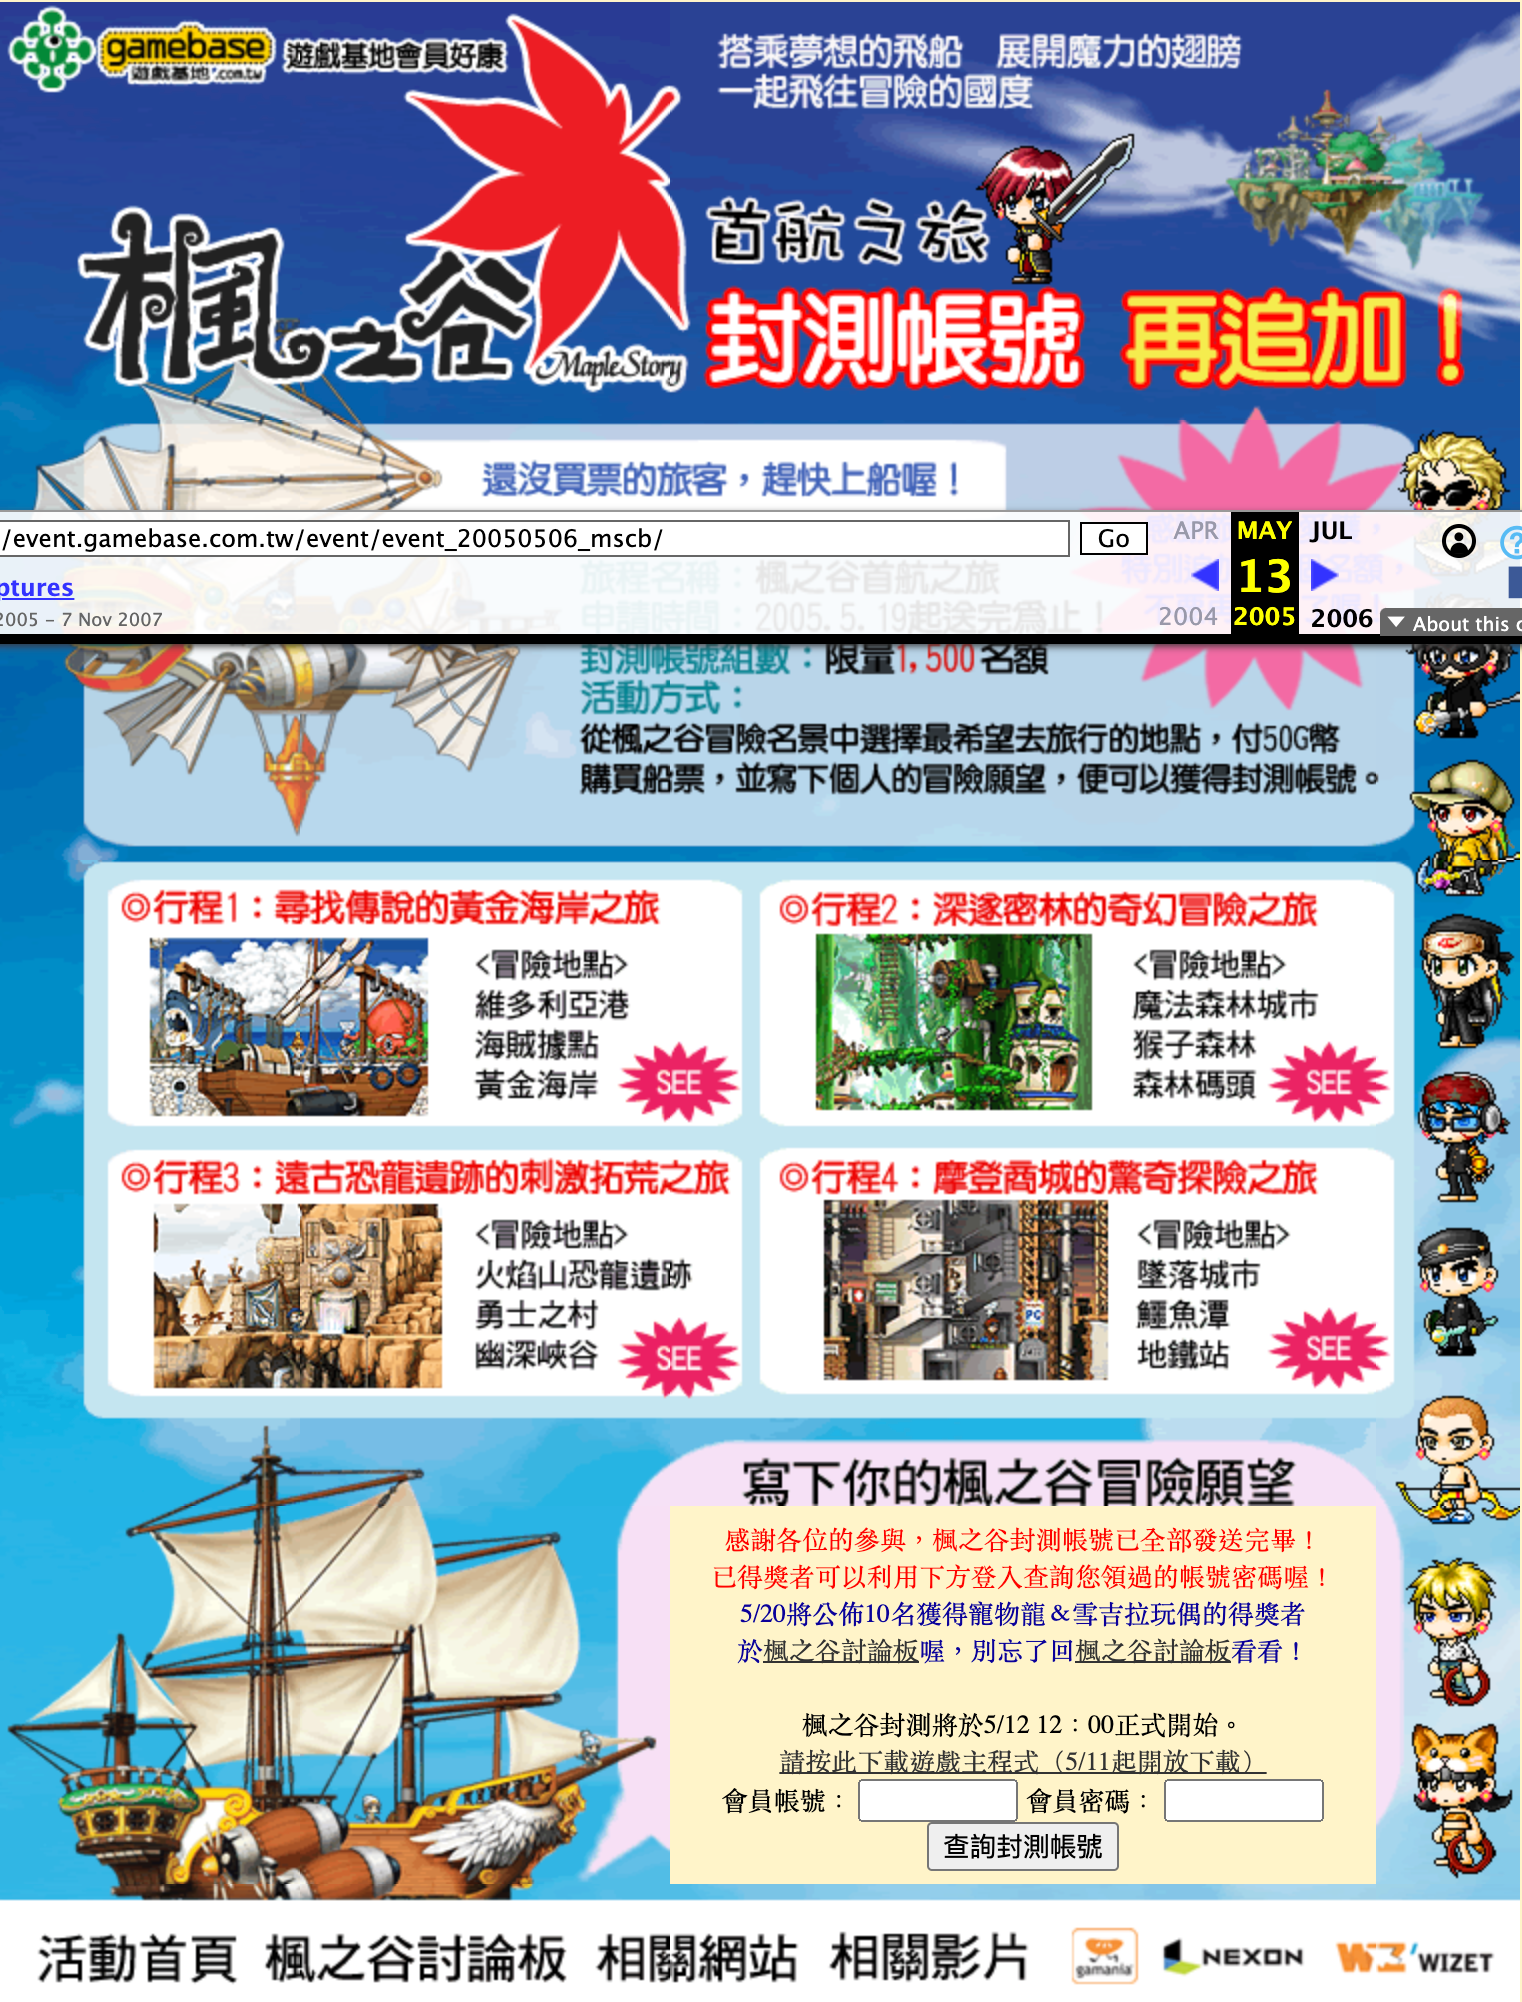 gamebase
遊戲基地.com.tw
遊戲基地會員好康
搭乘夢想的飛船　展開魔力的翅膀
一起飛往冒險的國度
楓之谷
MapleStory
首航之旅
封測帳號 再追加！
還沒買票的旅客，趕快上船喔！
/event.gamebase.com.tw/event/event_20050506_mscb/
Go
APR MAY JUL
13
2004 2005 2006
ptures
2005 – 7 Nov 2007
▼ About this c
旅程名稱：楓之谷首航之旅
申請時間：2005.5.19起送完為止！
封測帳號組數：限量1,500名額
活動方式：
從楓之谷冒險名景中選擇最希望去旅行的地點，付50G幣
購買船票，並寫下個人的冒險願望，便可以獲得封測帳號。
◎行程1：尋找傳說的黃金海岸之旅
<冒險地點>
維多利亞港
海賊據點
黃金海岸
SEE
◎行程2：深邃密林的奇幻冒險之旅
<冒險地點>
魔法森林城市
猴子森林
森林碼頭
SEE
◎行程3：遠古恐龍遺跡的刺激拓荒之旅
<冒險地點>
火焰山恐龍遺跡
勇士之村
幽深峽谷
SEE
◎行程4：摩登商城的驚奇探險之旅
<冒險地點>
墜落城市
鱷魚潭
地鐵站
SEE
寫下你的楓之谷冒險願望
感謝各位的參與，楓之谷封測帳號已全部發送完畢！
已得獎者可以利用下方登入查詢您領過的帳號密碼喔！
5/20將公佈10名獲得寵物龍＆雪吉拉玩偶的得獎者
於楓之谷討論板喔，別忘了回楓之谷討論板看看！
楓之谷封測將於5/12 12：00正式開始。
請按此下載遊戲主程式（5/11起開放下載）
會員帳號： 會員密碼：
查詢封測帳號
活動首頁 楓之谷討論板 相關網站 相關影片 gamania NEXON WIZET